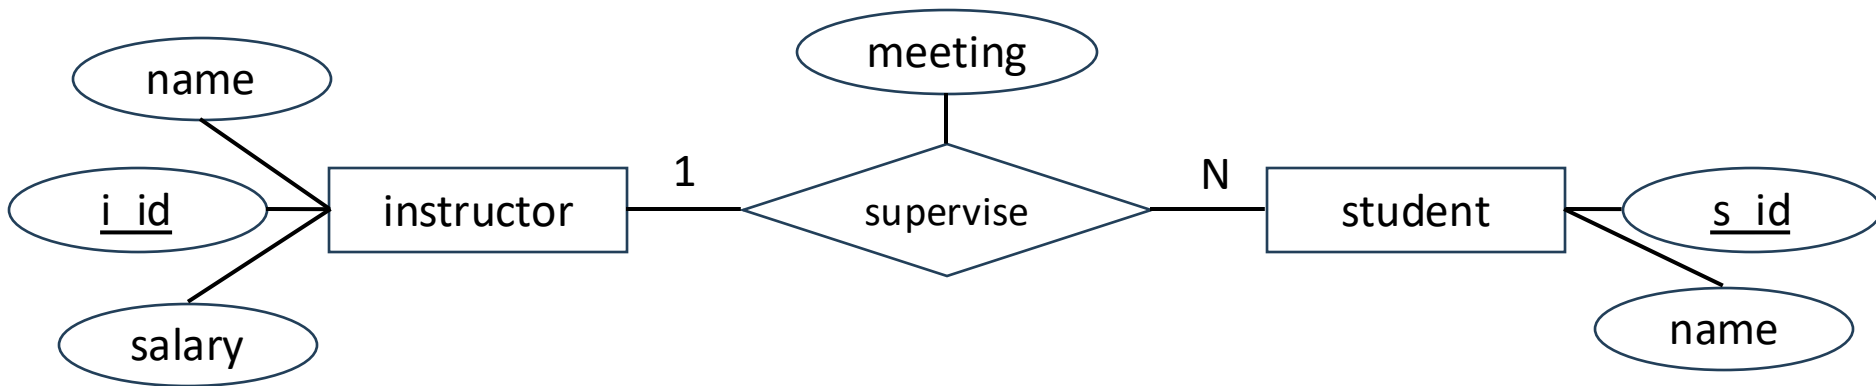 meeting
name
i_id
salary
instructor
1
supervise
N
student
s_id
name